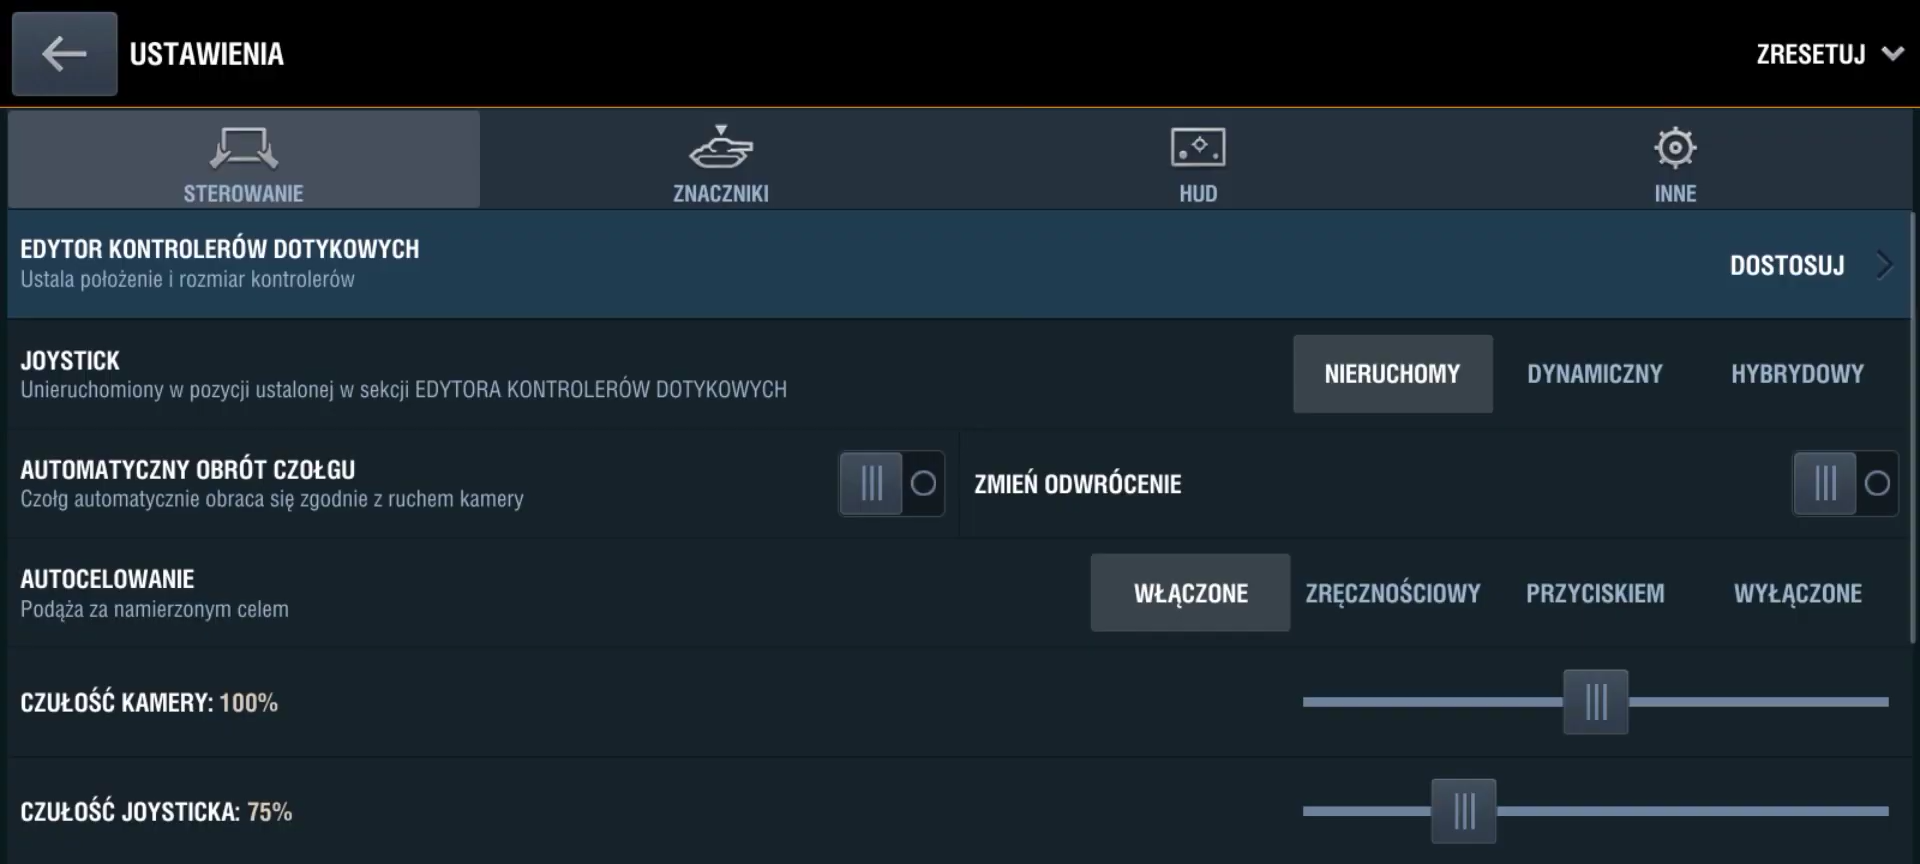 USTAWIENIA
ZRESETUJ
STEROWANIE
ZNACZNIKI
HUD
INNE
EDYTOR KONTROLERÓW DOTYKOWYCH
Ustala położenie i rozmiar kontrolerów
DOSTOSUJ
JOYSTICK
Unieruchomiony w pozycji ustalonej w sekcji EDYTORA KONTROLERÓW DOTYKOWYCH
NIERUCHOMY
DYNAMICZNY
HYBRYDOWY
AUTOMATYCZNY OBRÓT CZOŁGU
Czołg automatycznie obraca się zgodnie z ruchem kamery
ZMIEŃ ODWRÓCENIE
AUTOCELOWANIE
Podąża za namierzonym celem
WŁĄCZONE
ZRĘCZNOŚCIOWY
PRZYCISKIEM
WYŁĄCZONE
CZUŁOŚĆ KAMERY: 100%
CZUŁOŚĆ JOYSTICKA: 75%